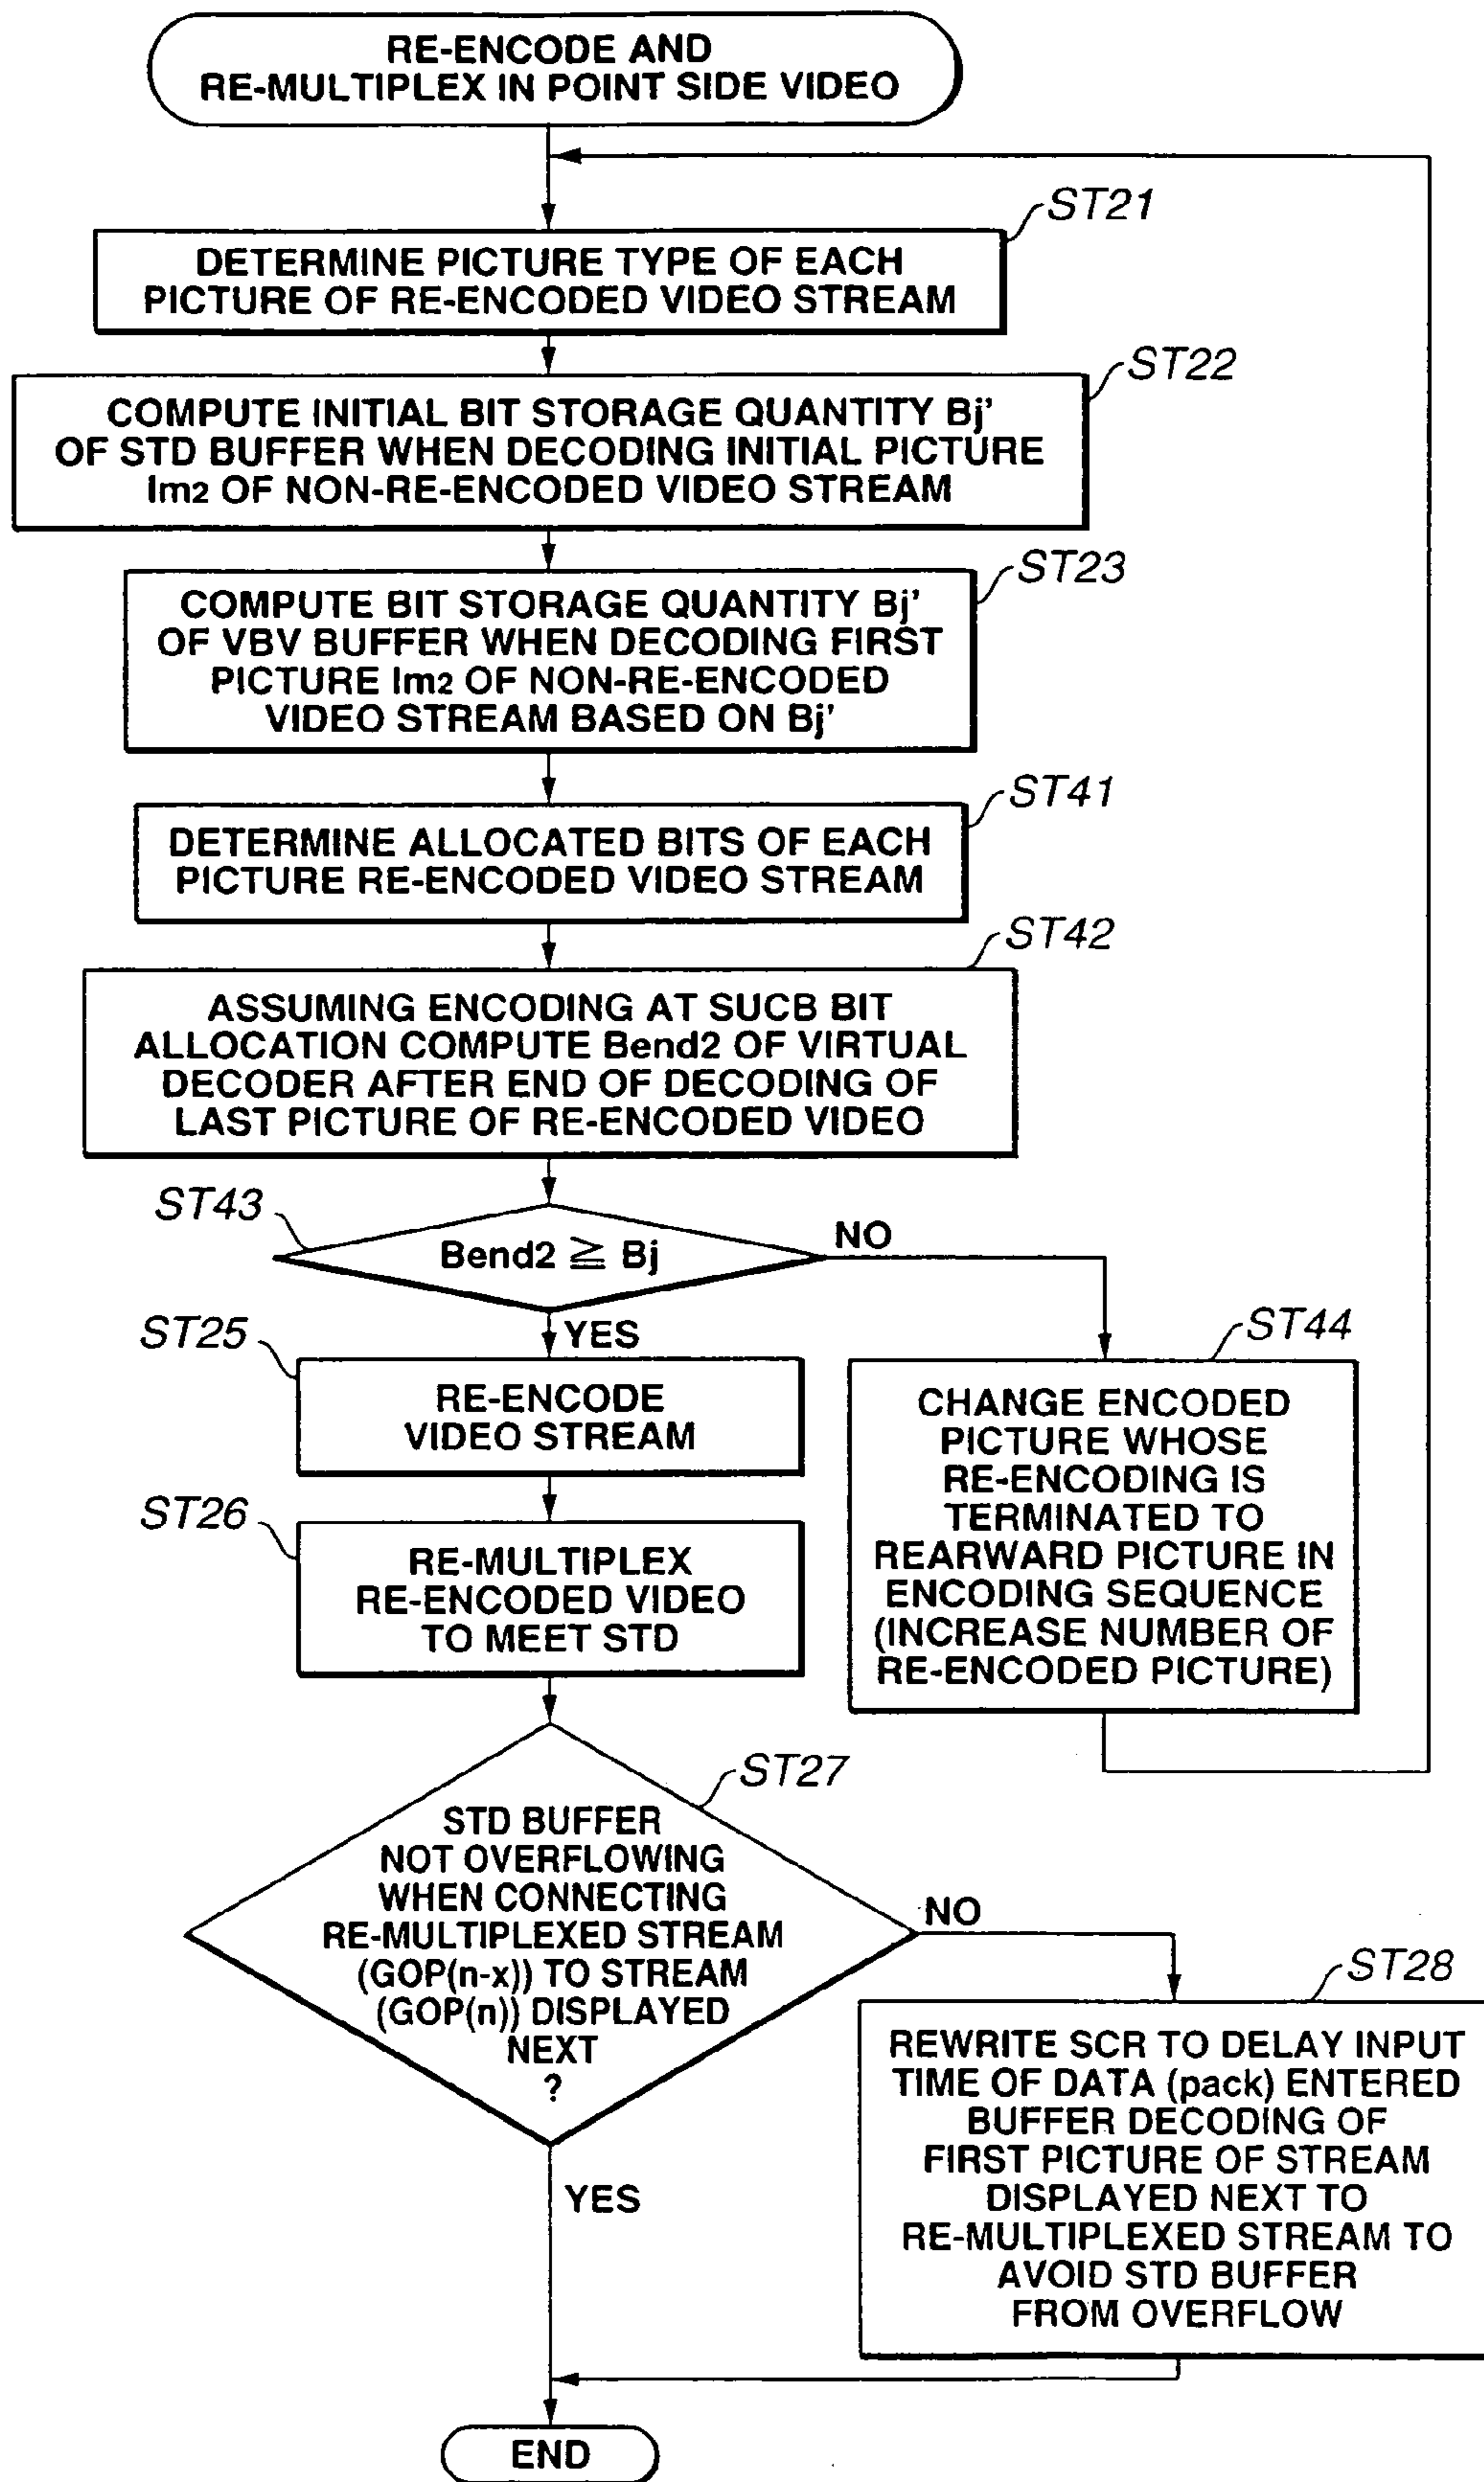 RE-ENCODE AND
RE-MULTIPLEX IN POINT SIDE VIDEO
ST21
DETERMINE PICTURE TYPE OF EACH
PICTURE OF RE-ENCODED VIDEO STREAM
ST22
COMPUTE INITIAL BIT STORAGE QUANTITY Bj'
OF STD BUFFER WHEN DECODING INITIAL PICTURE
Im2 OF NON-RE-ENCODED VIDEO STREAM
ST23
COMPUTE BIT STORAGE QUANTITY Bj'
OF VBV BUFFER WHEN DECODING FIRST
PICTURE Im2 OF NON-RE-ENCODED
VIDEO STREAM BASED ON Bj'
ST41
DETERMINE ALLOCATED BITS OF EACH
PICTURE RE-ENCODED VIDEO STREAM
ST42
ASSUMING ENCODING AT SUCB BIT
ALLOCATION COMPUTE Bend2 OF VIRTUAL
DECODER AFTER END OF DECODING OF
LAST PICTURE OF RE-ENCODED VIDEO
ST43
Bend2 ≧ Bj
NO
YES
ST25
RE-ENCODE
VIDEO STREAM
ST44
CHANGE ENCODED
PICTURE WHOSE
RE-ENCODING IS
TERMINATED TO
REARWARD PICTURE IN
ENCODING SEQUENCE
(INCREASE NUMBER OF
RE-ENCODED PICTURE)
ST26
RE-MULTIPLEX
RE-ENCODED VIDEO
TO MEET STD
ST27
STD BUFFER
NOT OVERFLOWING
WHEN CONNECTING
RE-MULTIPLEXED STREAM
(GOP(n-x)) TO STREAM
(GOP(n)) DISPLAYED
NEXT
?
NO
YES
ST28
REWRITE SCR TO DELAY INPUT
TIME OF DATA (pack) ENTERED
BUFFER DECODING OF
FIRST PICTURE OF STREAM
DISPLAYED NEXT TO
RE-MULTIPLEXED STREAM TO
AVOID STD BUFFER
FROM OVERFLOW
END